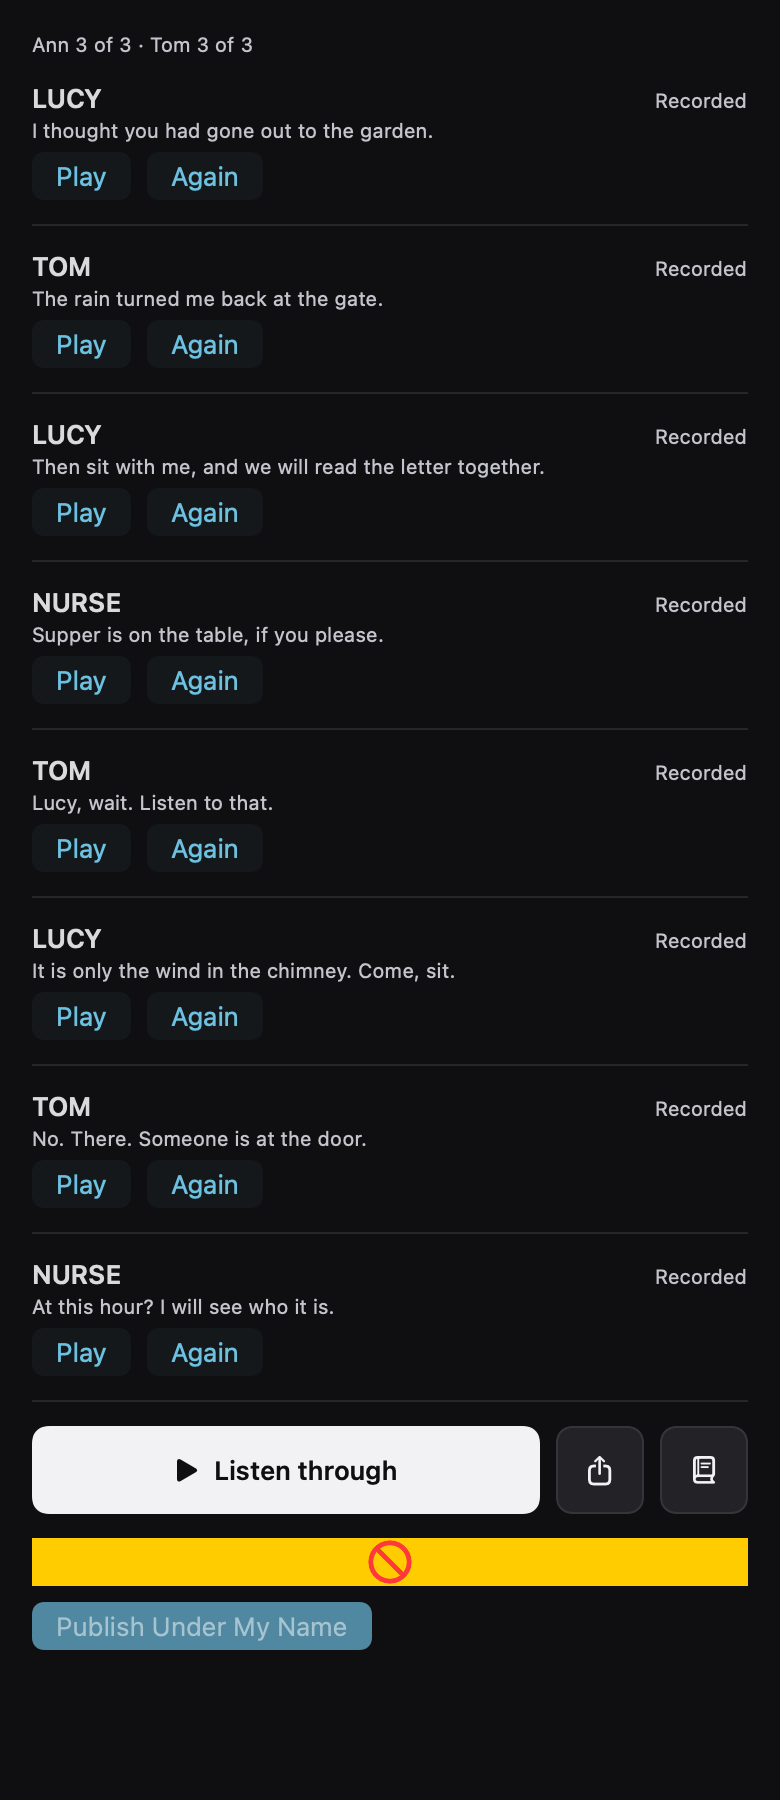 Ann 3 of 3 · Tom 3 of 3
LUCY
Recorded
I thought you had gone out to the garden.
Play
Again
TOM
Recorded
The rain turned me back at the gate.
Play
Again
LUCY
Recorded
Then sit with me, and we will read the letter together.
Play
Again
NURSE
Recorded
Supper is on the table, if you please.
Play
Again
TOM
Recorded
Lucy, wait. Listen to that.
Play
Again
LUCY
Recorded
It is only the wind in the chimney. Come, sit.
Play
Again
TOM
Recorded
No. There. Someone is at the door.
Play
Again
NURSE
Recorded
At this hour? I will see who it is.
Play
Again
Listen through
Publish Under My Name